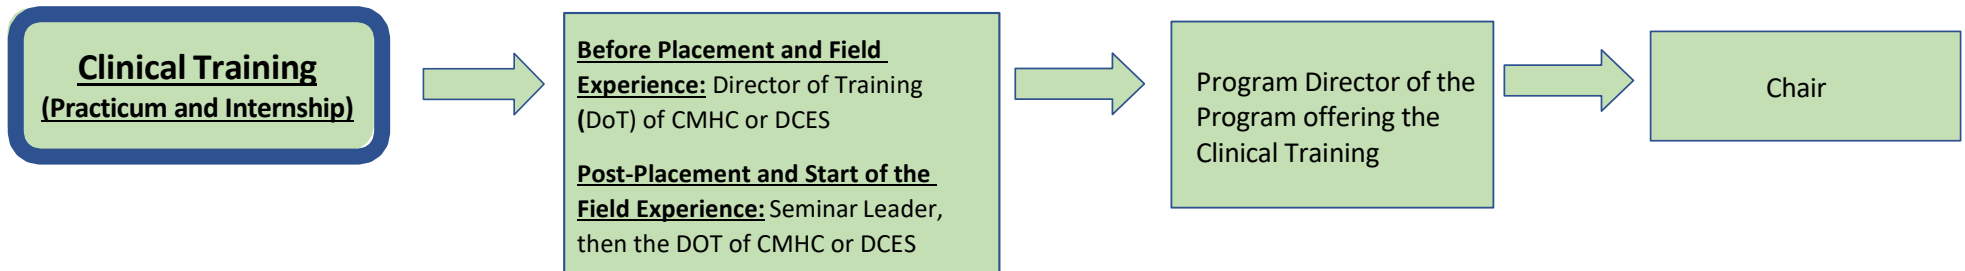 Clinical Training
(Practicum and Internship)
Before Placement and Field
Experience: Director of Training
(DoT) of CMHC or DCES
Post-Placement and Start of the
Field Experience: Seminar Leader,
then the DOT of CMHC or DCES
Program Director of the
Program offering the
Clinical Training
Chair